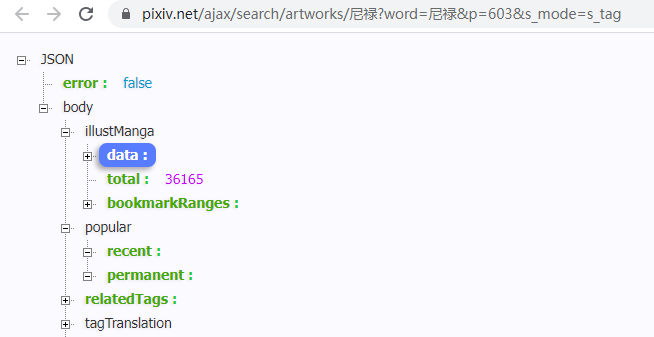 pixiv.net/ajax/search/artworks/尼禄?word=尼禄&p=603&s_mode=s_tag
JSON
error : false
body
illustManga
data :
total : 36165
bookmarkRanges :
popular
recent :
permanent :
relatedTags :
tagTranslation